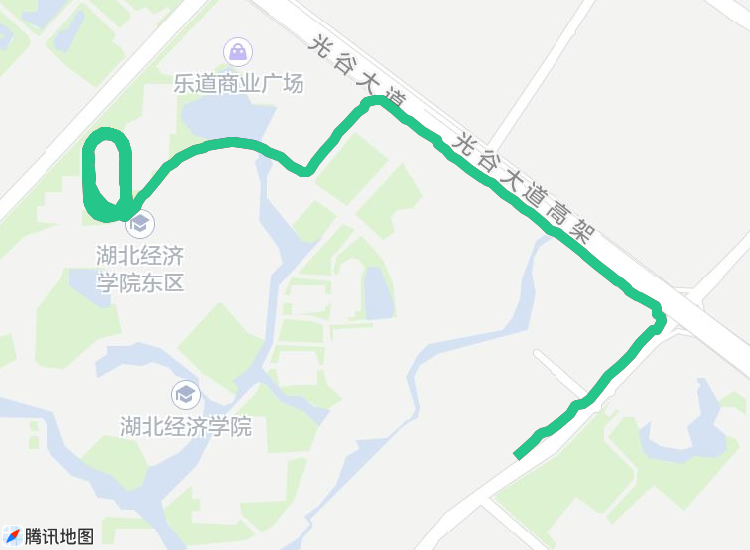 光谷大道
乐道商业广场
光谷大道高架
湖北经济
学院东区
湖北经济学院
腾讯地图